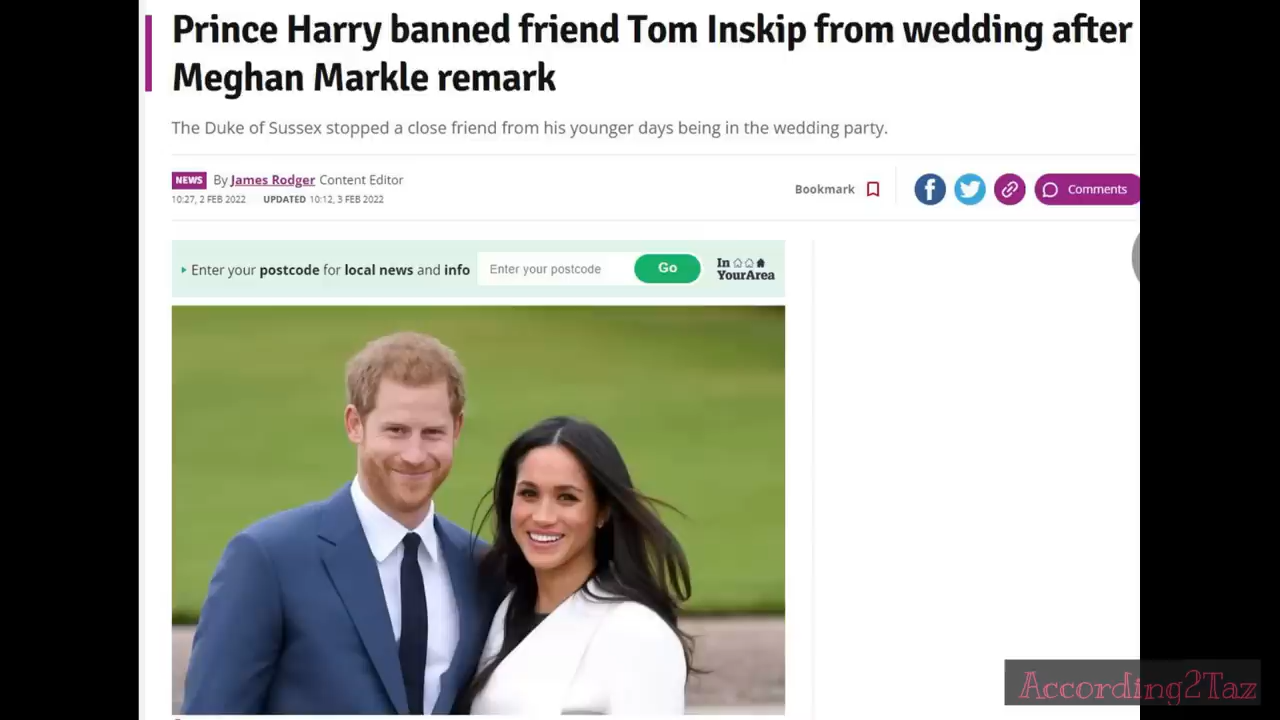 Prince Harry banned friend Tom Inskip from wedding after
Meghan Markle remark
The Duke of Sussex stopped a close friend from his younger days being in the wedding party.
NEWS By James Rodger Content Editor
10:27, 2 FEB 2022 UPDATED 10:12, 3 FEB 2022
Bookmark
Comments
Enter your postcode for local news and info
Enter your postcode
Go
In
YourArea
According2Taz